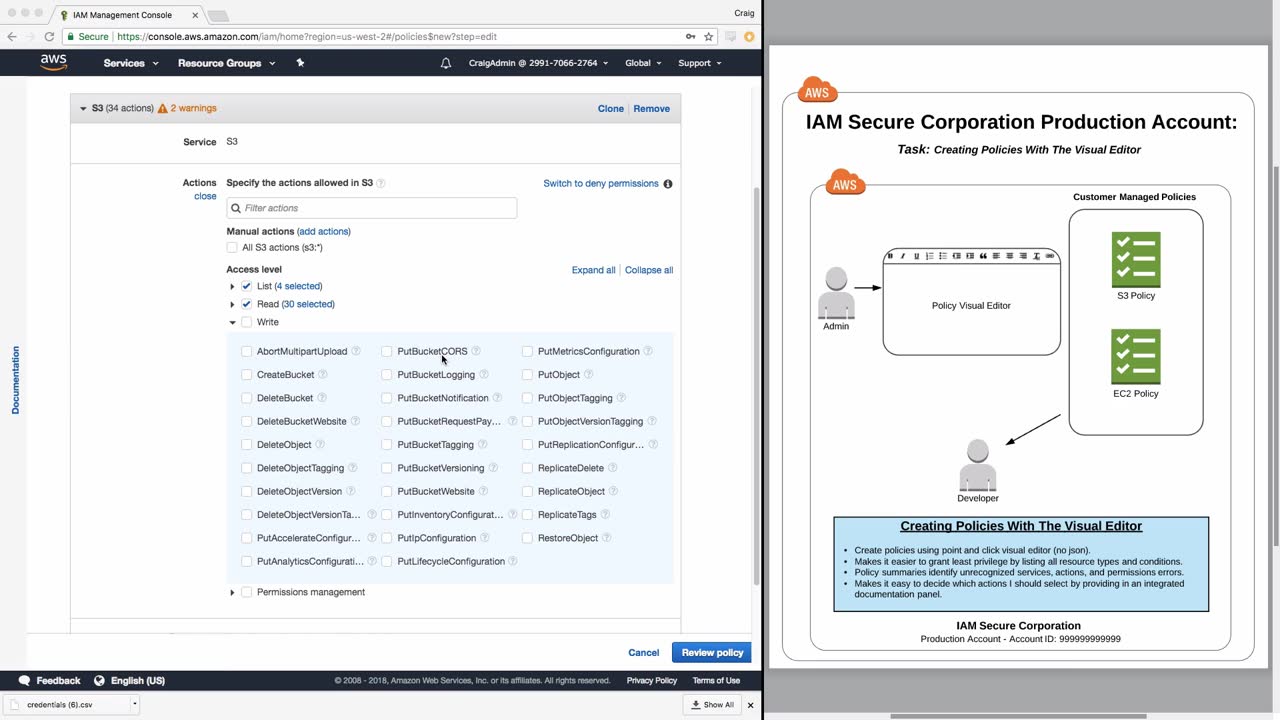 IAM Management Console
Craig
Secure
https://console.aws.amazon.com/iam/home?region=us-west-2#/policies$new?step=edit
aws
Services
Resource Groups
CraigAdmin @ 2991-7066-2764
Global
Support
S3 (34 actions) 2 warnings
Clone
Remove
Service S3
Actions
close
Specify the actions allowed in S3
Switch to deny permissions
Filter actions
Manual actions (add actions)
All S3 actions (s3:*)
Access level
Expand all
Collapse all
List (4 selected)
Read (30 selected)
Write
AbortMultipartUpload
PutBucketCORS
PutMetricsConfiguration
CreateBucket
PutBucketLogging
PutObject
DeleteBucket
PutBucketNotification
PutObjectTagging
DeleteBucketWebsite
PutBucketRequestPay...
PutObjectVersionTagging
DeleteObject
PutBucketTagging
PutReplicationConfigur...
DeleteObjectTagging
PutBucketVersioning
ReplicateDelete
DeleteObjectVersion
PutBucketWebsite
ReplicateObject
DeleteObjectVersionTa...
PutInventoryConfigurat...
ReplicateTags
PutAccelerateConfigur...
PutIpConfiguration
RestoreObject
PutAnalyticsConfigurati...
PutLifecycleConfiguration
Permissions management
Documentation
Cancel
Review policy
Feedback
English (US)
© 2008 - 2018, Amazon Web Services, Inc. or its affiliates. All rights reserved.
Privacy Policy
Terms of Use
credentials (6).csv
Show All
AWS
IAM Secure Corporation Production Account:
Task: Creating Policies With The Visual Editor
AWS
Customer Managed Policies
Policy Visual Editor
Admin
S3 Policy
EC2 Policy
Developer
Creating Policies With The Visual Editor
• Create policies using point and click visual editor (no json).
• Makes it easier to grant least privilege by listing all resource types and conditions.
• Policy summaries identify unrecognized services, actions, and permissions errors.
• Makes it easy to decide which actions I should select by providing in an integrated
documentation panel.
IAM Secure Corporation
Production Account - Account ID: 999999999999